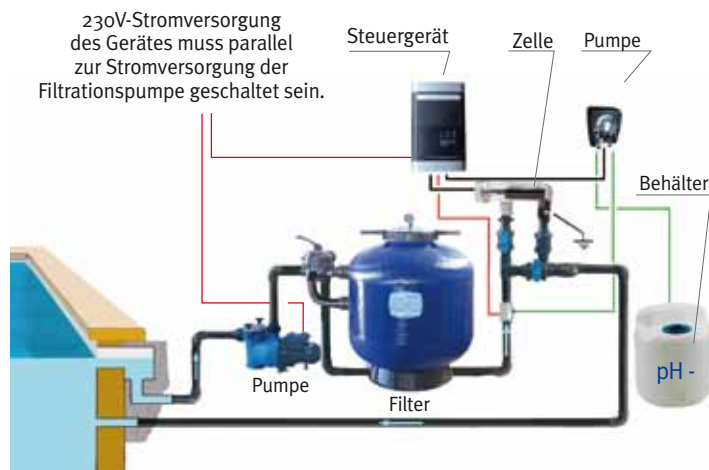 230V-Stromversorgung
des Gerätes muss parallel
zur Stromversorgung der
Filtrationspumpe geschaltet sein.
Steuergerät
Zelle
Pumpe
Behälter
pH -
Pumpe
Filter